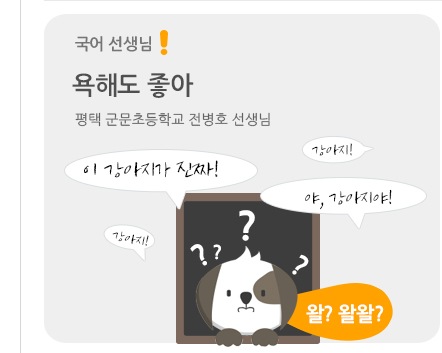 국어 선생님!
욕해도 좋아
평택 군문초등학교 전병호 선생님
강아지!
이 강아지가 진짜!
야, 강아지야!
강아지!
?
? ?
?
왈? 왈왈?